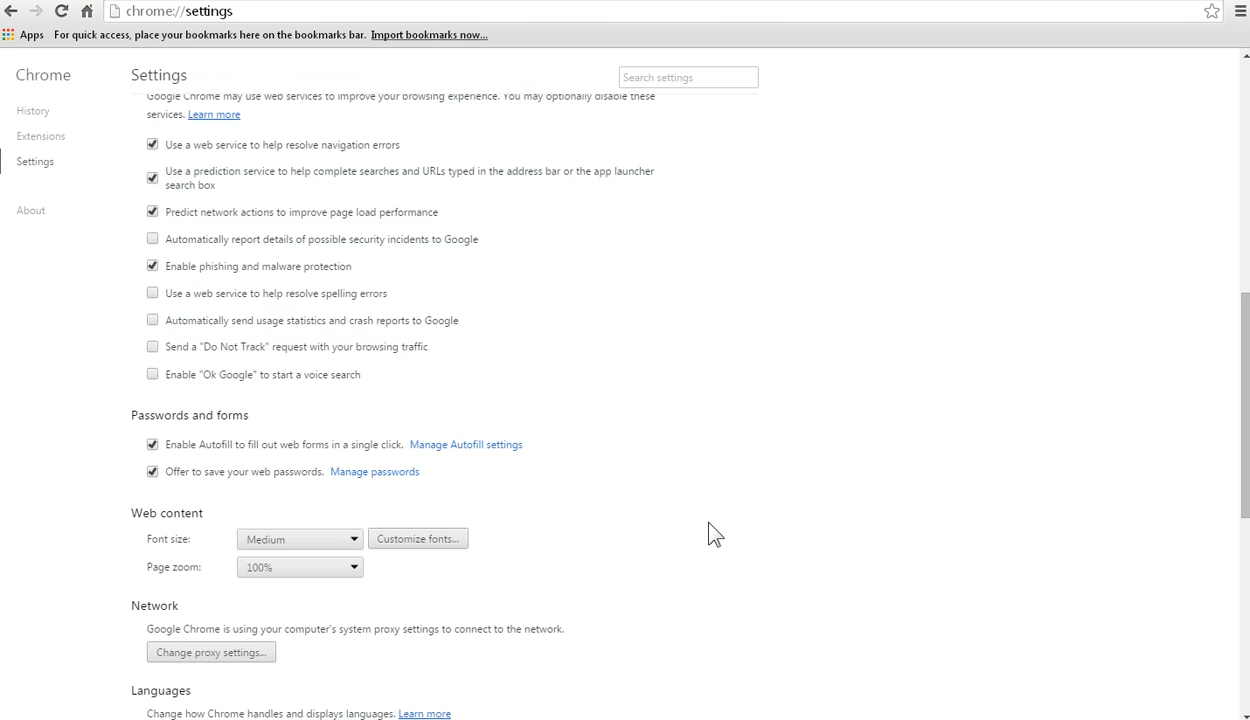 chrome://settings
Apps For quick access, place your bookmarks here on the bookmarks bar. Import bookmarks now...
Chrome
Settings
Search settings
History
Extensions
Settings
About
Google Chrome may use web services to improve your browsing experience. You may optionally disable these
services. Learn more
Use a web service to help resolve navigation errors
Use a prediction service to help complete searches and URLs typed in the address bar or the app launcher
search box
Predict network actions to improve page load performance
Automatically report details of possible security incidents to Google
Enable phishing and malware protection
Use a web service to help resolve spelling errors
Automatically send usage statistics and crash reports to Google
Send a "Do Not Track" request with your browsing traffic
Enable "Ok Google" to start a voice search
Passwords and forms
Enable Autofill to fill out web forms in a single click. Manage Autofill settings
Offer to save your web passwords. Manage passwords
Web content
Font size: Medium Customize fonts...
Page zoom: 100%
Network
Google Chrome is using your computer's system proxy settings to connect to the network.
Change proxy settings...
Languages
Change how Chrome handles and displays languages. Learn more